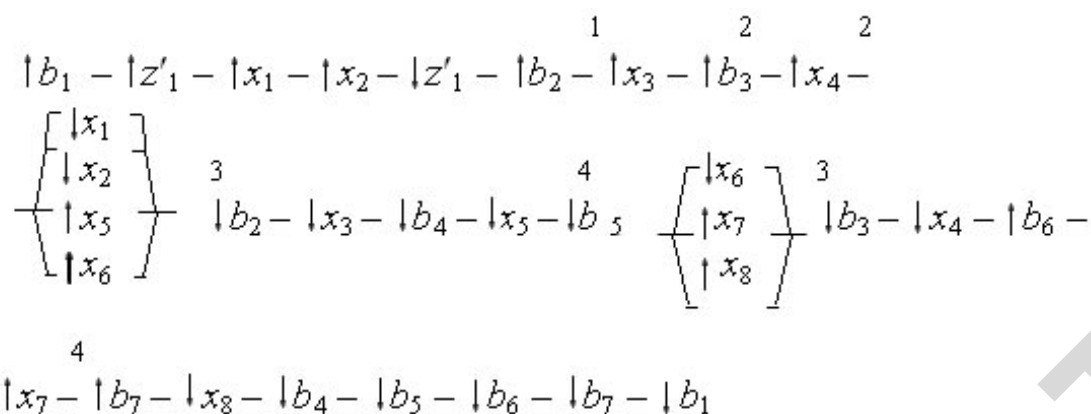 1 2 2
↑b₁ – ↑z′₁ – ↑x₁ – ↑x₂ – ↓z′₁ – ↑b₂ – ↑x₃ – ↑b₃ – ↑x₄ –
↓x₁
↓x₂
↑x₅
↑x₆
3 4
↓b₂ – ↓x₃ – ↓b₄ – ↓x₅ – ↓b ₅
↓x₆
↑x₇
↑x₈
3
↓b₃ – ↓x₄ – ↑b₆ –
4
↑x₇ – ↑b₇ – ↓x₈ – ↓b₄ – ↓b₅ – ↓b₆ – ↓b₇ – ↓b₁